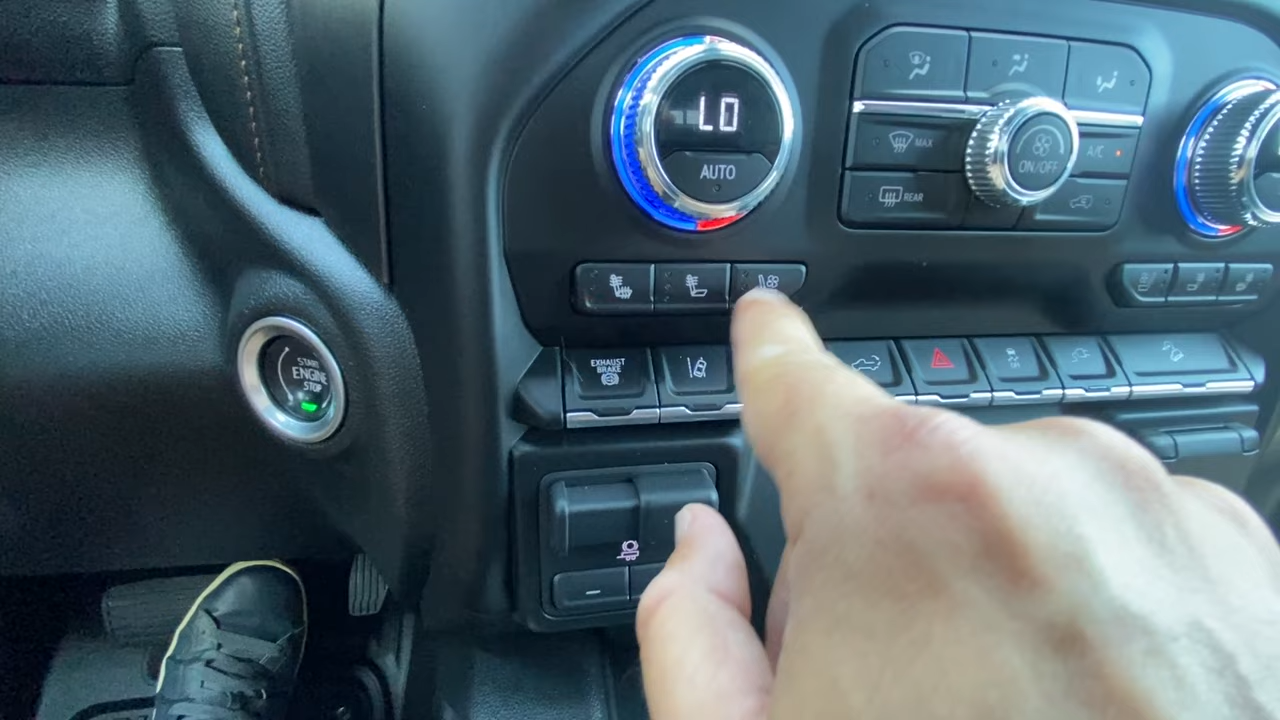 LO
AUTO
MAX
A/C
ON/OFF
REAR
START
ENGINE
STOP
EXHAUST
BRAKE